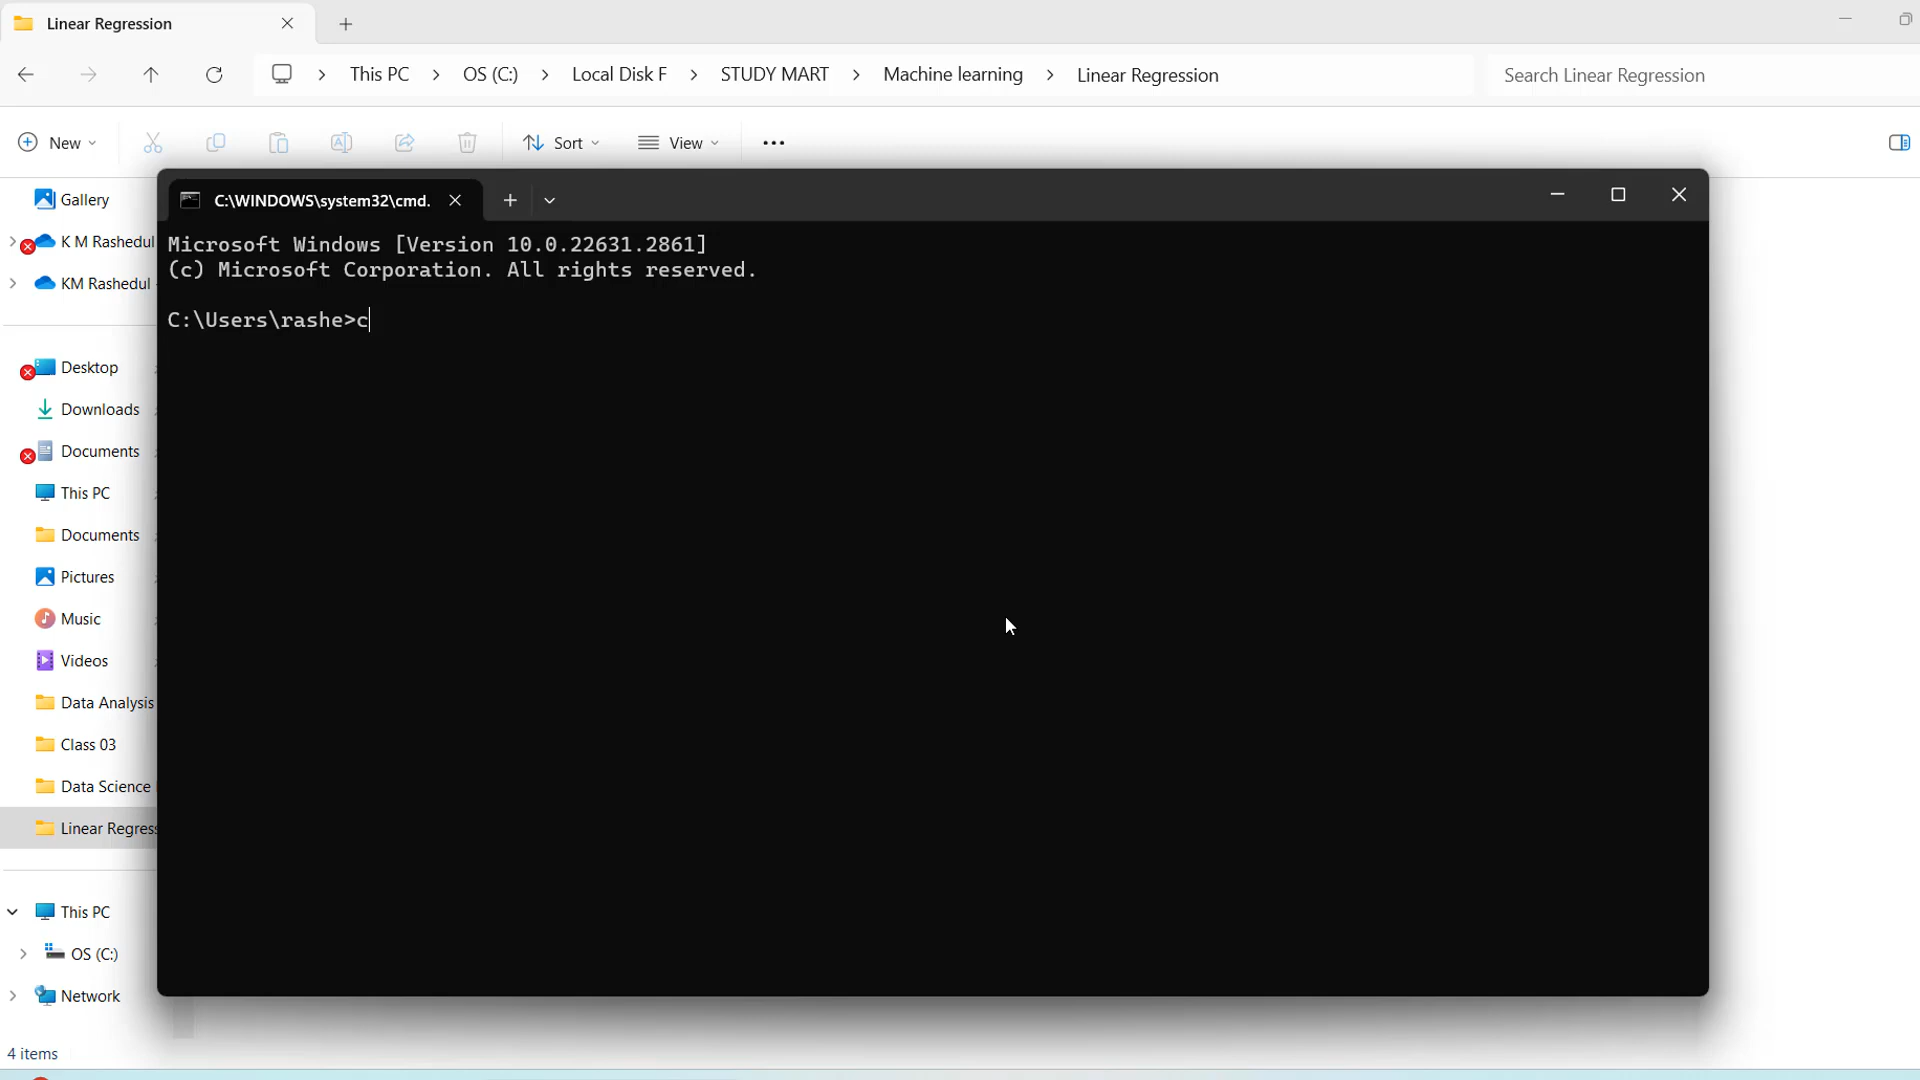 Linear Regression
This PC > OS (C:) > Local Disk F > STUDY MART > Machine learning > Linear Regression
Search Linear Regression
New
Sort
View
Gallery
K M Rashedul
KM Rashedul
Desktop
Downloads
Documents
This PC
Documents
Pictures
Music
Videos
Data Analysis
Class 03
Data Science
Linear Regress
This PC
OS (C:)
Network
4 items
C:\WINDOWS\system32\cmd.
Microsoft Windows [Version 10.0.22631.2861]
(c) Microsoft Corporation. All rights reserved.
C:\Users\rashe>c